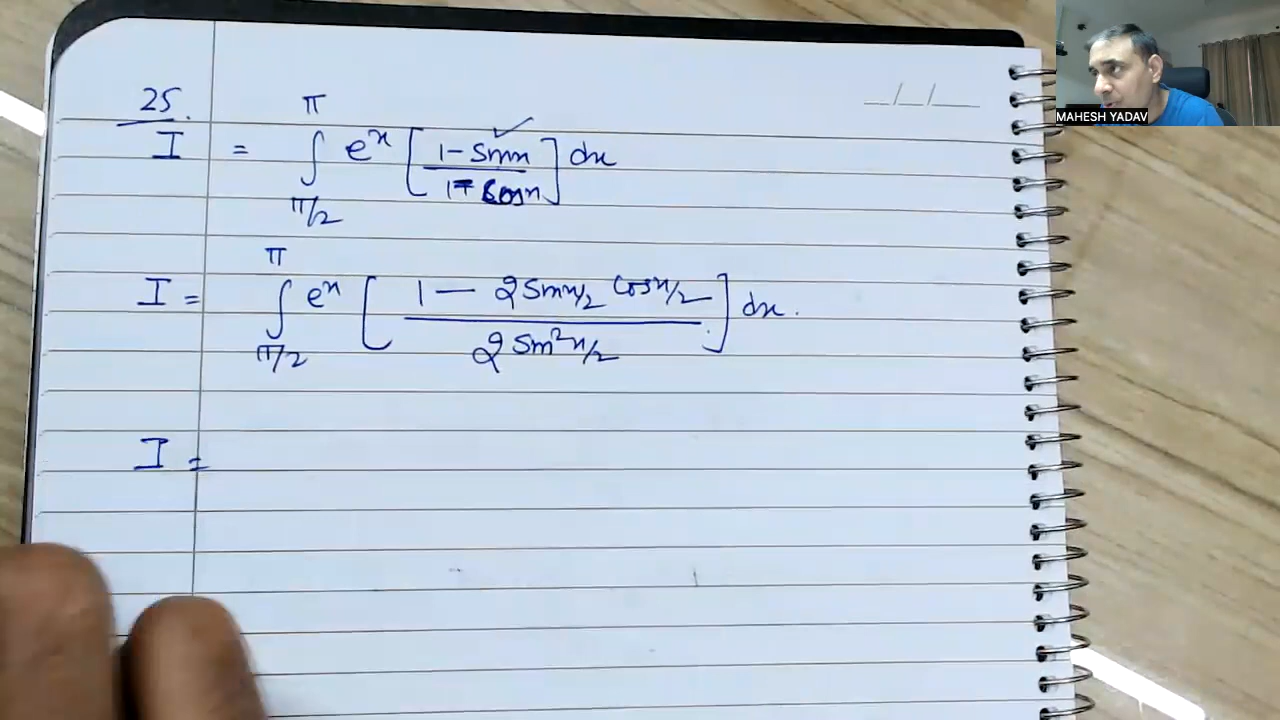 25.
I = ∫_{π/2}^{π} e^x [ (1 - sin x) / (1 - cos x) ] dx ✓
I = ∫_{π/2}^{π} e^x [ (1 - 2 sin x/2 cos x/2) / (2 sin² x/2) ] dx.
I =
_/_/_
MAHESH YADAV